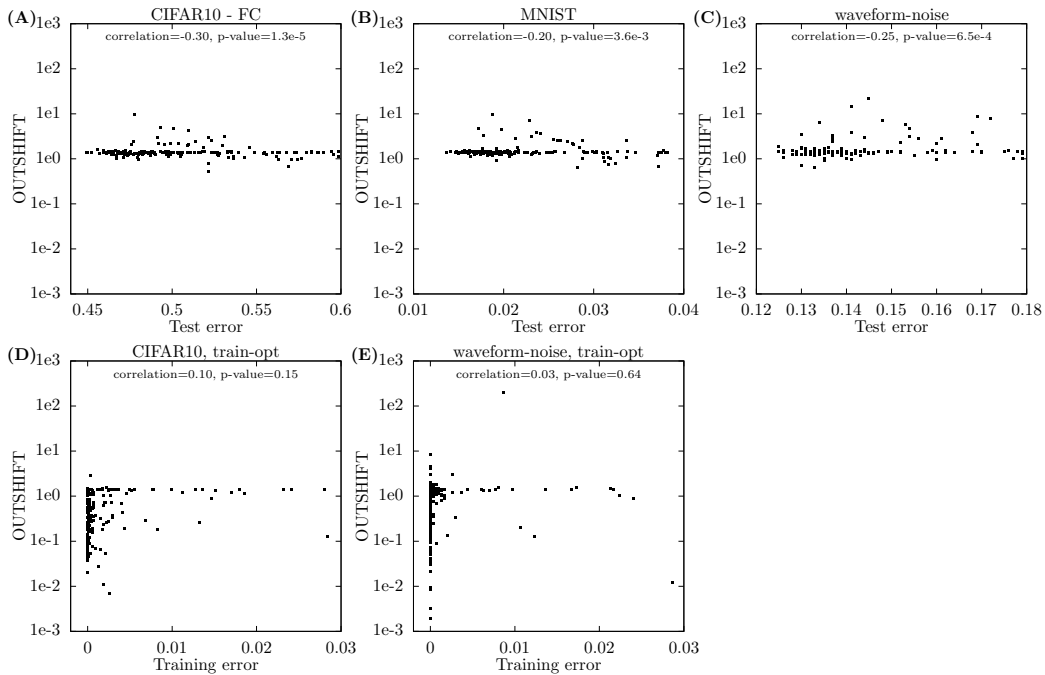 (A) CIFAR10 - FC
correlation=-0.30, p-value=1.3e-5
1e3
1e2
1e1
1e0
1e-1
1e-2
1e-3
OUTSHIFT
0.45 0.5 0.55 0.6
Test error
(B) MNIST
correlation=-0.20, p-value=3.6e-3
1e3
1e2
1e1
1e0
1e-1
1e-2
1e-3
OUTSHIFT
0.01 0.02 0.03 0.04
Test error
(C) waveform-noise
correlation=-0.25, p-value=6.5e-4
1e3
1e2
1e1
1e0
1e-1
1e-2
1e-3
OUTSHIFT
0.12 0.13 0.14 0.15 0.16 0.17 0.18
Test error
(D) CIFAR10, train-opt
correlation=0.10, p-value=0.15
1e3
1e2
1e1
1e0
1e-1
1e-2
1e-3
OUTSHIFT
0 0.01 0.02 0.03
Training error
(E) waveform-noise, train-opt
correlation=0.03, p-value=0.64
1e3
1e2
1e1
1e0
1e-1
1e-2
1e-3
OUTSHIFT
0 0.01 0.02 0.03
Training error